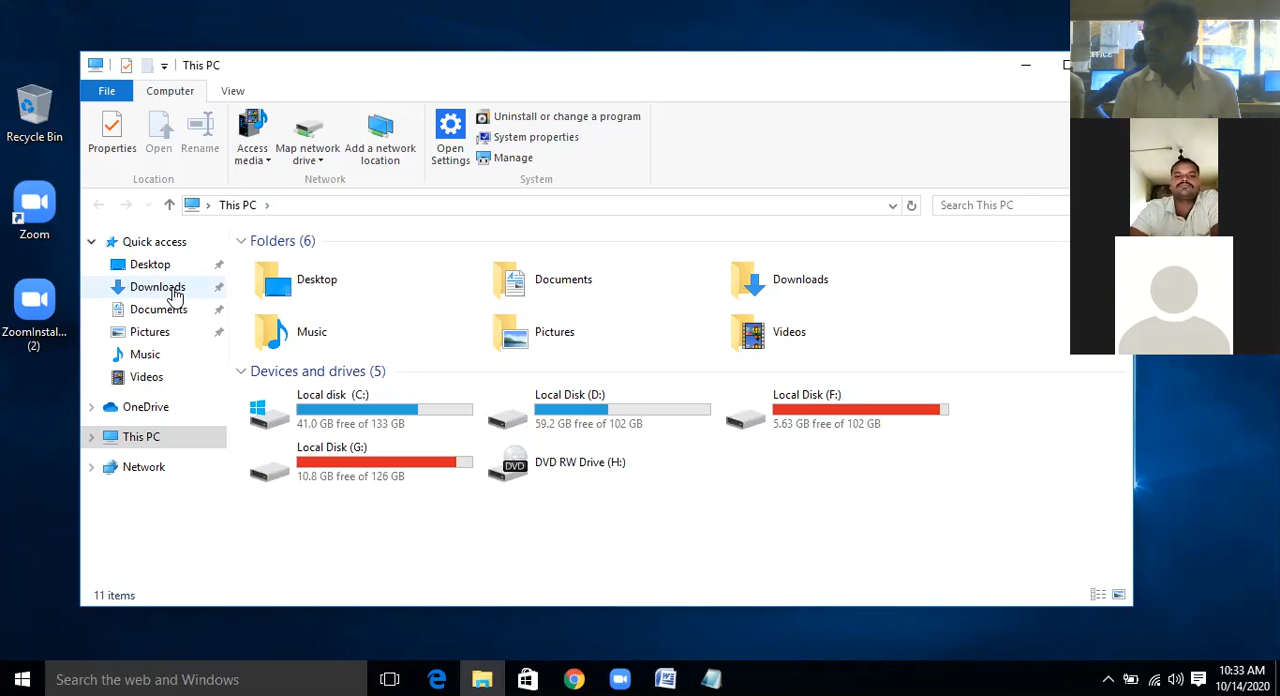 This PC
File
Computer
View
Properties
Open
Rename
Access media
Map network drive
Add a network location
Open Settings
Uninstall or change a program
System properties
Manage
Location
Network
System
This PC
Search This PC
Quick access
Desktop
Downloads
Documents
Pictures
Music
Videos
OneDrive
This PC
Network
Folders (6)
Desktop
Documents
Downloads
Music
Pictures
Videos
Devices and drives (5)
Local disk (C:)
41.0 GB free of 133 GB
Local Disk (D:)
59.2 GB free of 102 GB
Local Disk (F:)
5.63 GB free of 102 GB
Local Disk (G:)
10.8 GB free of 126 GB
DVD
DVD RW Drive (H:)
11 items
Recycle Bin
Zoom
ZoomInstal...
(2)
Search the web and Windows
10:33 AM
10/14/2020